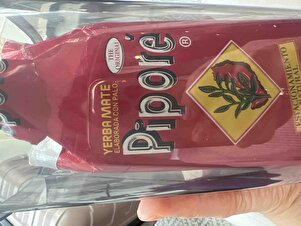 THE
ORIGINAL
YERBA MATE
ELABORADA CON PALO
Piporé
®
ESTACIONAMIENTO